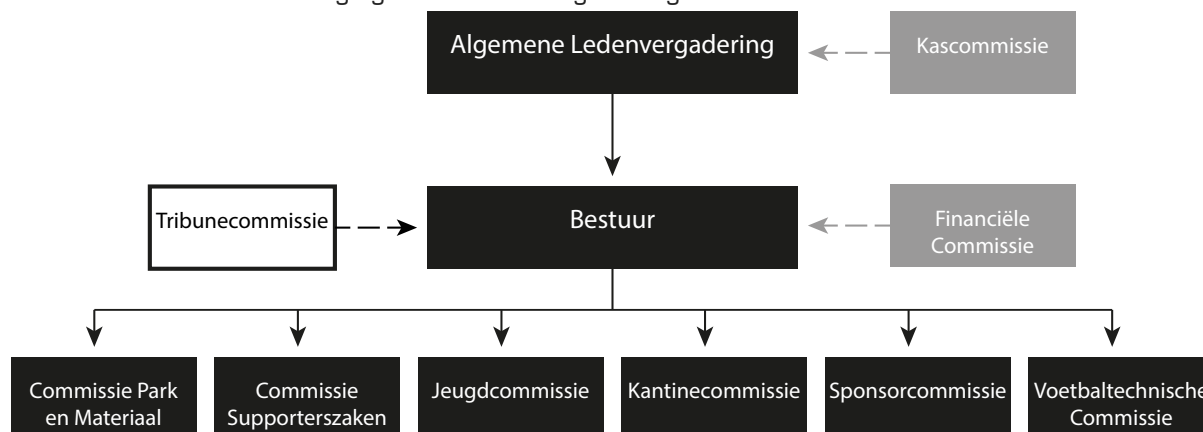 Algemene Ledenvergadering
Kascommissie
Tribunecommissie
Bestuur
Financiële
Commissie
Commissie Park
en Materiaal
Commissie
Supporterszaken
Jeugdcommissie
Kantinecommissie
Sponsorcommissie
Voetbaltechnische
Commissie